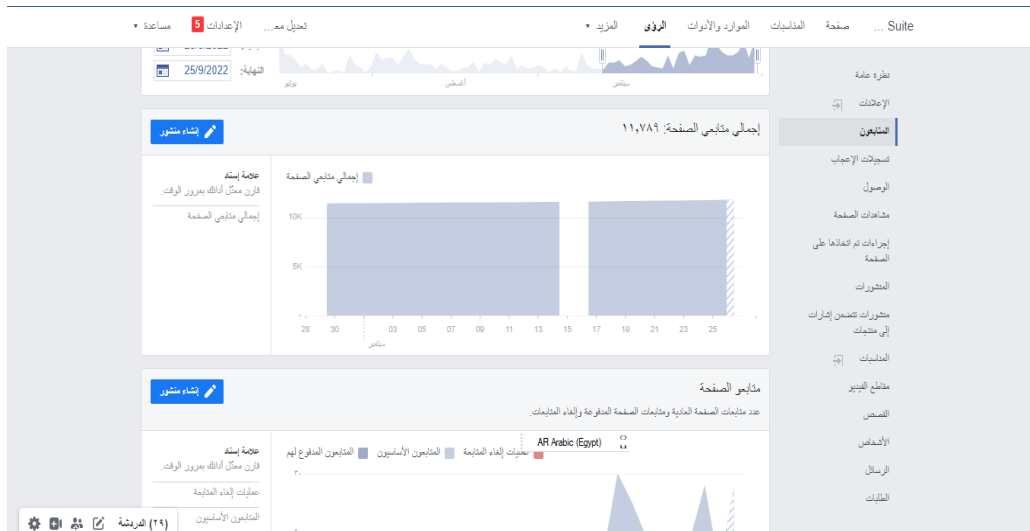 Suite ...
صفحة
المناسبات
الموارد والأدوات
الرؤى
المزيد
تعديل مع...
الإعدادات 5
مساعدة
النهاية: 25/9/2022
يوليو
أغسطس
سبتمبر
نظرة عامة
الإعلانات
المتابعون
تسجيلات الإعجاب
الوصول
مشاهدات الصفحة
إجراءات تم اتخاذها على
الصفحة
المنشورات
منشورات تتضمن إشارات
إلى منتجات
المناسبات
مقاطع الفيديو
القصص
الأشخاص
الرسائل
الطلبات
إجمالي متابعي الصفحة: ١١,٧٨٩
إنشاء منشور
إجمالي متابعي الصفحة
علامة إسناد
قارن معدّل أدائك بمرور الوقت.
إجمالي متابعي الصفحة
10K
5K
28 30 03 05 07 09 11 13 15 17 19 21 23 25
سبتمبر
متابعو الصفحة
إنشاء منشور
عدد متابعات الصفحة العادية ومتابعات الصفحة المدفوعة وإلغاء المتابعات.
AR Arabic (Egypt)
عمليات إلغاء المتابعة
المتابعون الأساسيون
المتابعون المدفوع لهم
٣٠
علامة إسناد
قارن معدّل أدائك بمرور الوقت.
عمليات إلغاء المتابعة
المتابعون الأساسيون
(٢٩) الدردشة